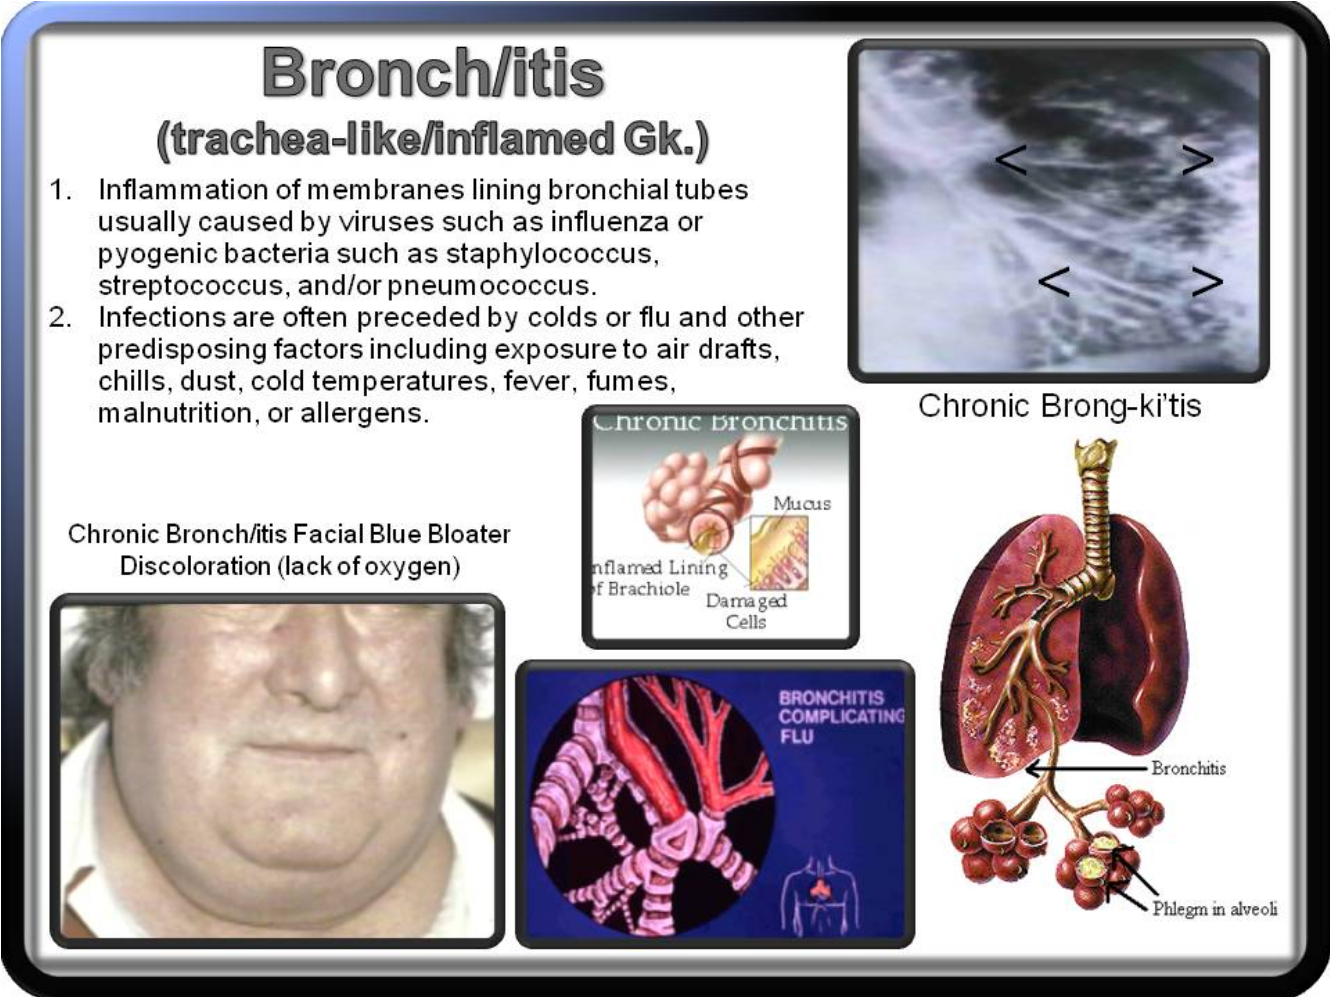 Bronch/itis
(trachea-like/inflamed Gk.)
1. Inflammation of membranes lining bronchial tubes
usually caused by viruses such as influenza or
pyogenic bacteria such as staphylococcus,
streptococcus, and/or pneumococcus.
2. Infections are often preceded by colds or flu and other
predisposing factors including exposure to air drafts,
chills, dust, cold temperatures, fever, fumes,
malnutrition, or allergens.
< >
< >
Chronic Brong-ki'tis
Chronic Bronchitis
Mucus
nflamed Lining
of Brachiole
Damaged
Cells
Chronic Bronch/itis Facial Blue Bloater
Discoloration (lack of oxygen)
BRONCHITIS
COMPLICATING
FLU
Bronchitis
Phlegm in alveoli